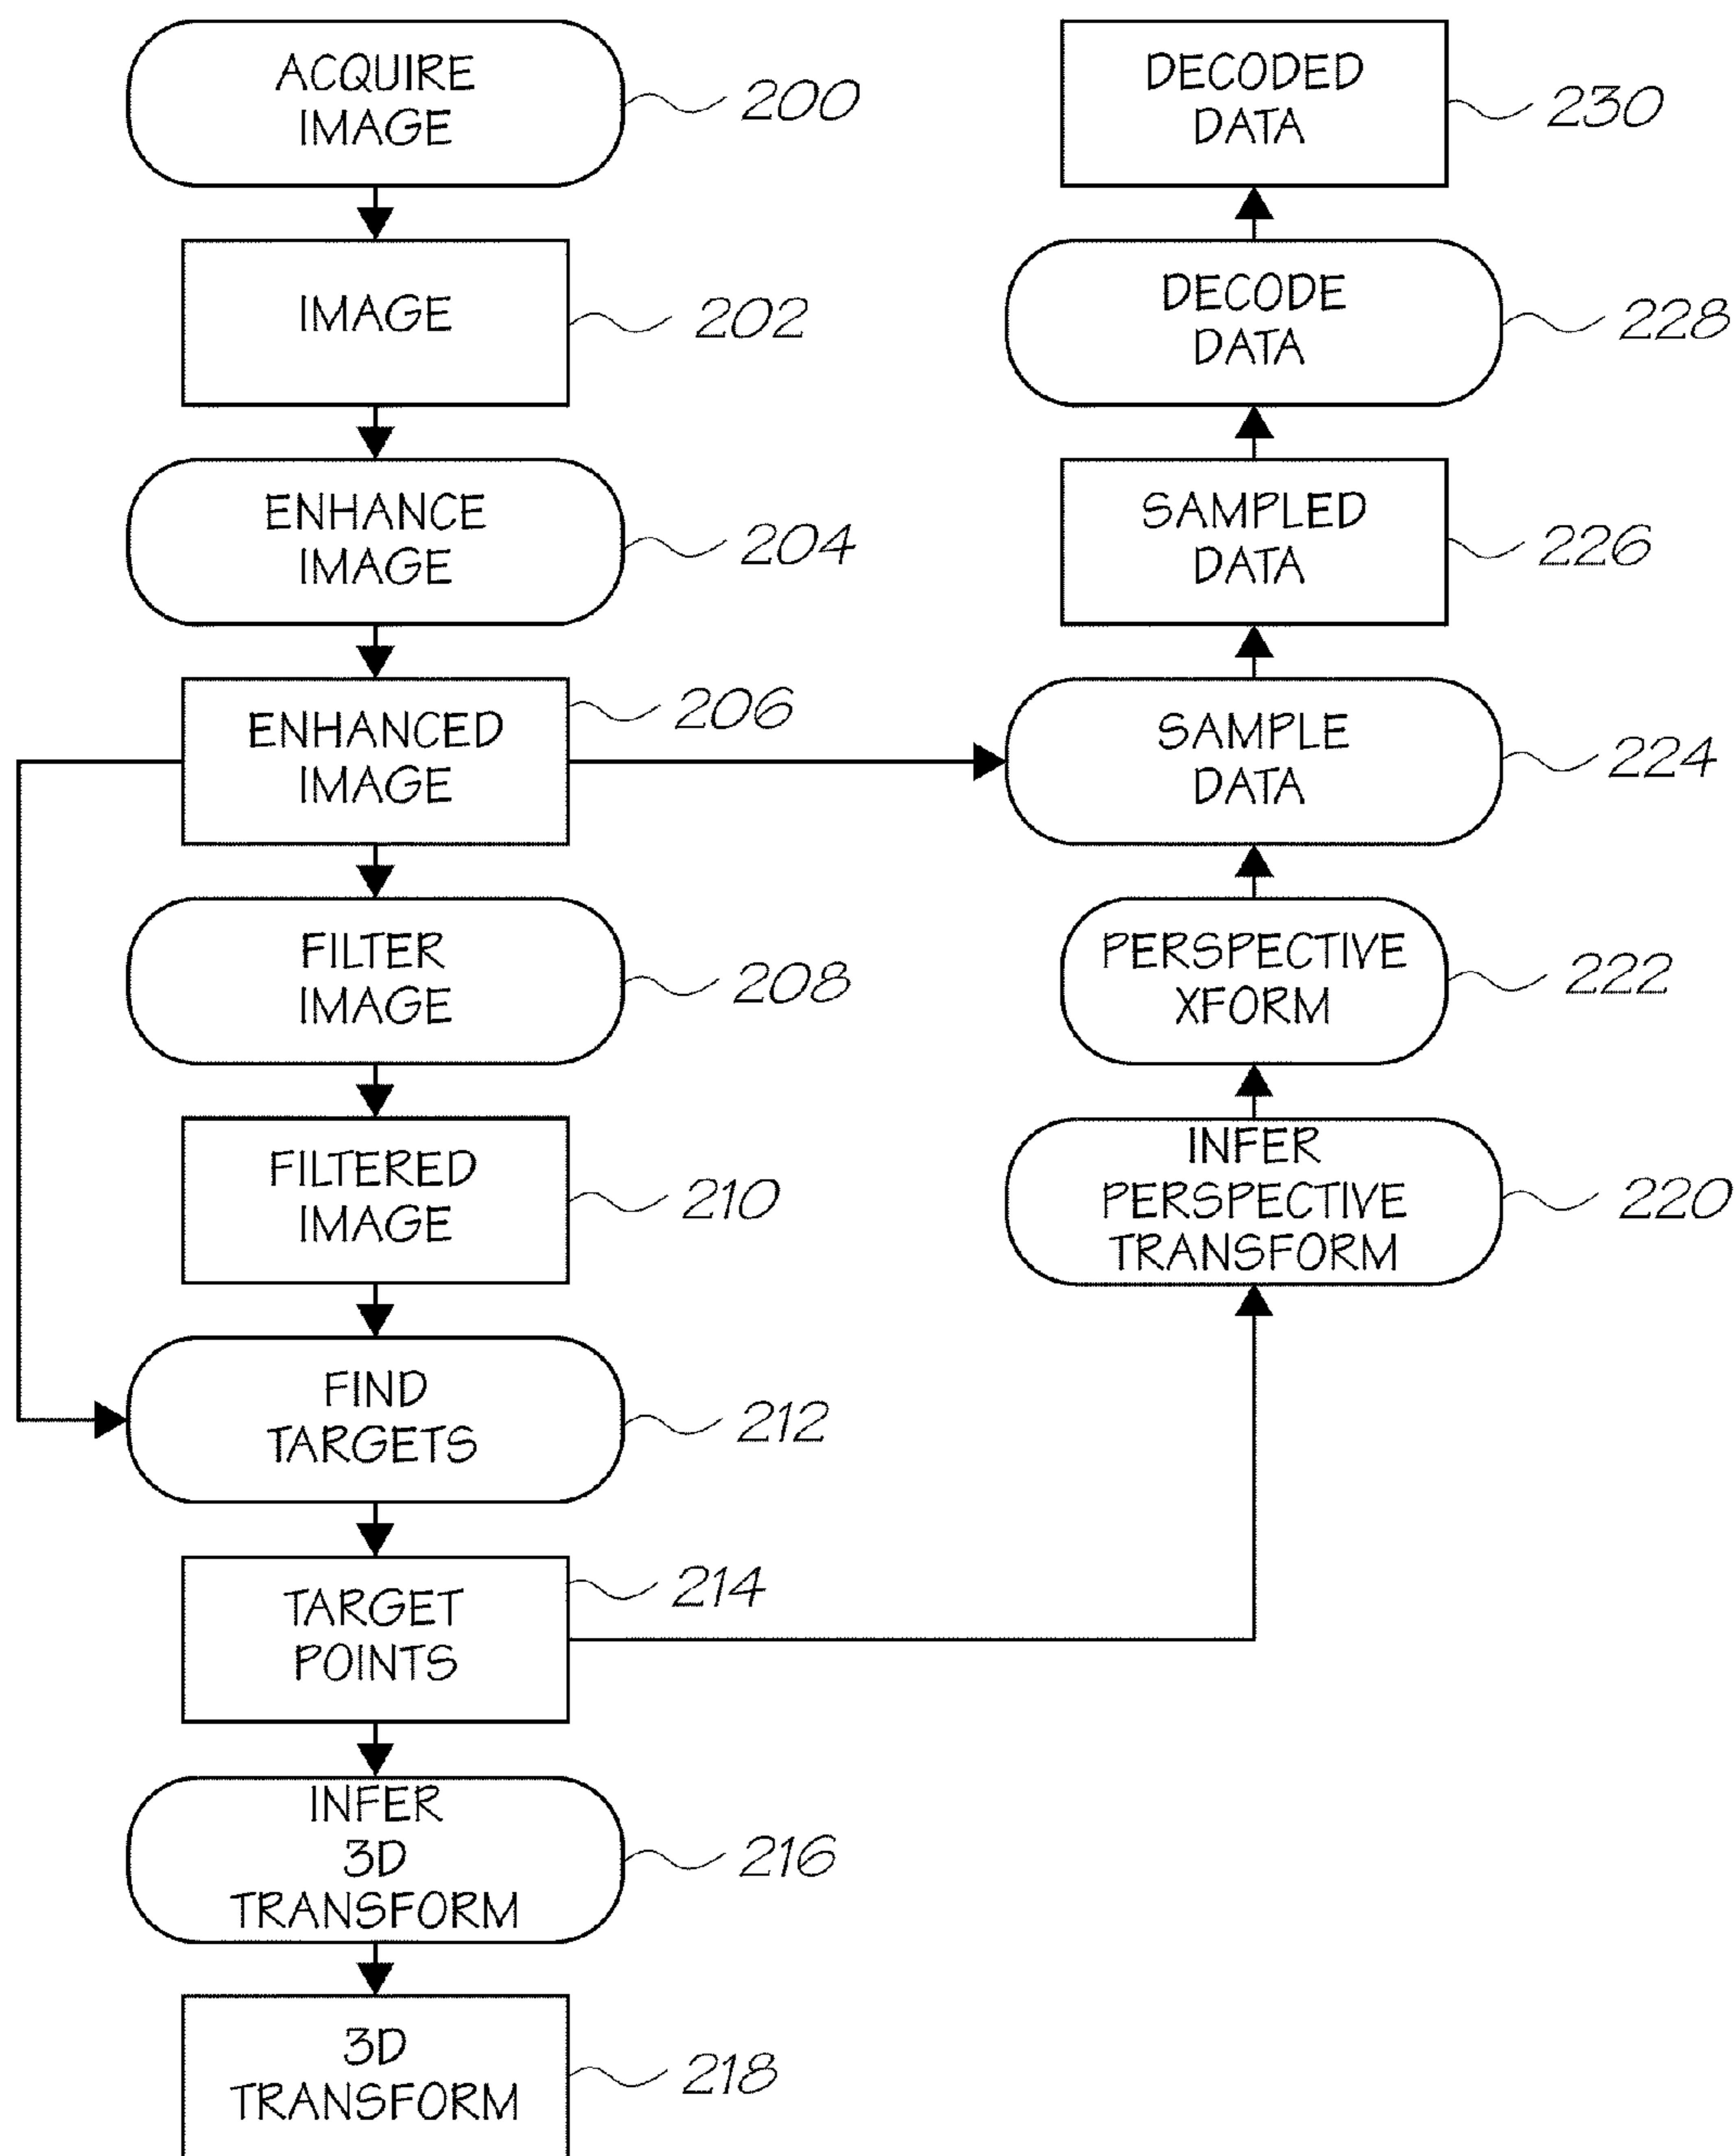 ACQUIRE
IMAGE
200
IMAGE
202
ENHANCE
IMAGE
204
ENHANCED
IMAGE
206
FILTER
IMAGE
208
FILTERED
IMAGE
210
FIND
TARGETS
212
TARGET
POINTS
214
INFER
3D
TRANSFORM
216
3D
TRANSFORM
218
DECODED
DATA
230
DECODE
DATA
228
SAMPLED
DATA
226
SAMPLE
DATA
224
PERSPECTIVE
XFORM
222
INFER
PERSPECTIVE
TRANSFORM
220